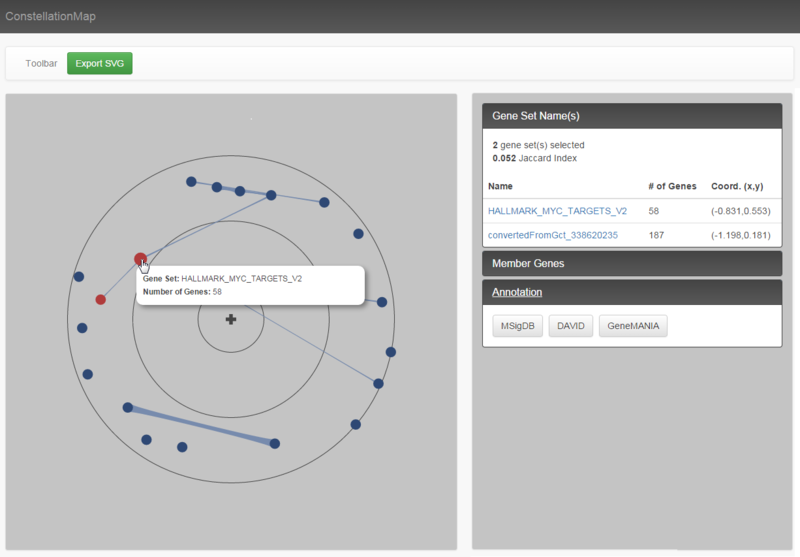 ConstellationMap
Toolbar Export SVG
Gene Set: HALLMARK_MYC_TARGETS_V2
Number of Genes: 58
Gene Set Name(s)
2 gene set(s) selected
0.052 Jaccard Index
Name # of Genes Coord. (x,y)
HALLMARK_MYC_TARGETS_V2 58 (-0.831,0.553)
convertedFromGct_338620235 187 (-1.198,0.181)
Member Genes
Annotation
MSigDB DAVID GeneMANIA